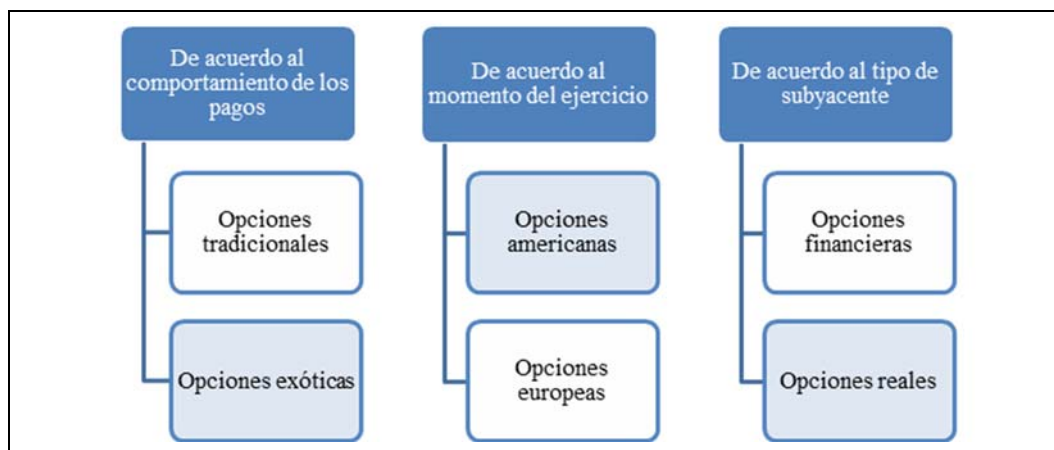 De acuerdo al
comportamiento de los
pagos
Opciones
tradicionales
Opciones exóticas
De acuerdo al
momento del ejercicio
Opciones
americanas
Opciones
europeas
De acuerdo al tipo de
subyacente
Opciones
financieras
Opciones reales